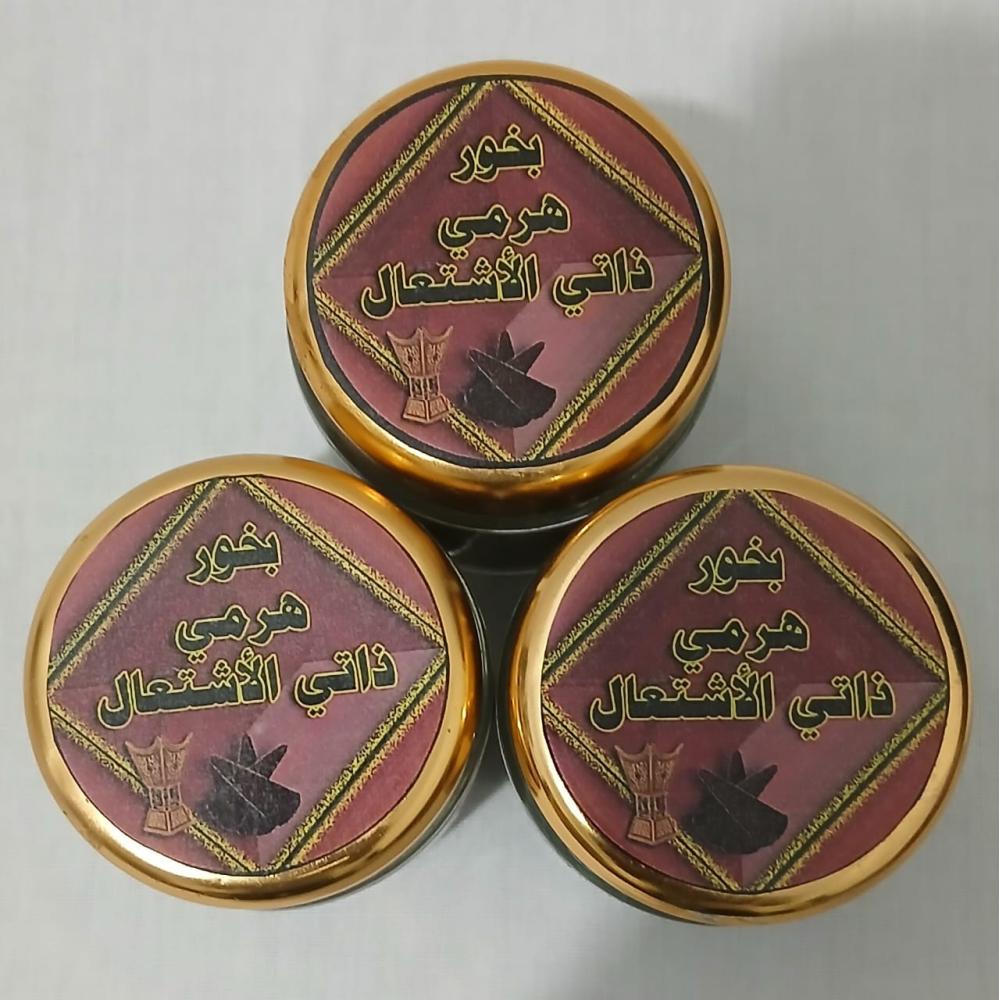 بخور
هرمي
ذاتي الأشتعال
بخور
هرمي
ذاتي الأشتعال
بخور
هرمي
ذاتي الأشتعال